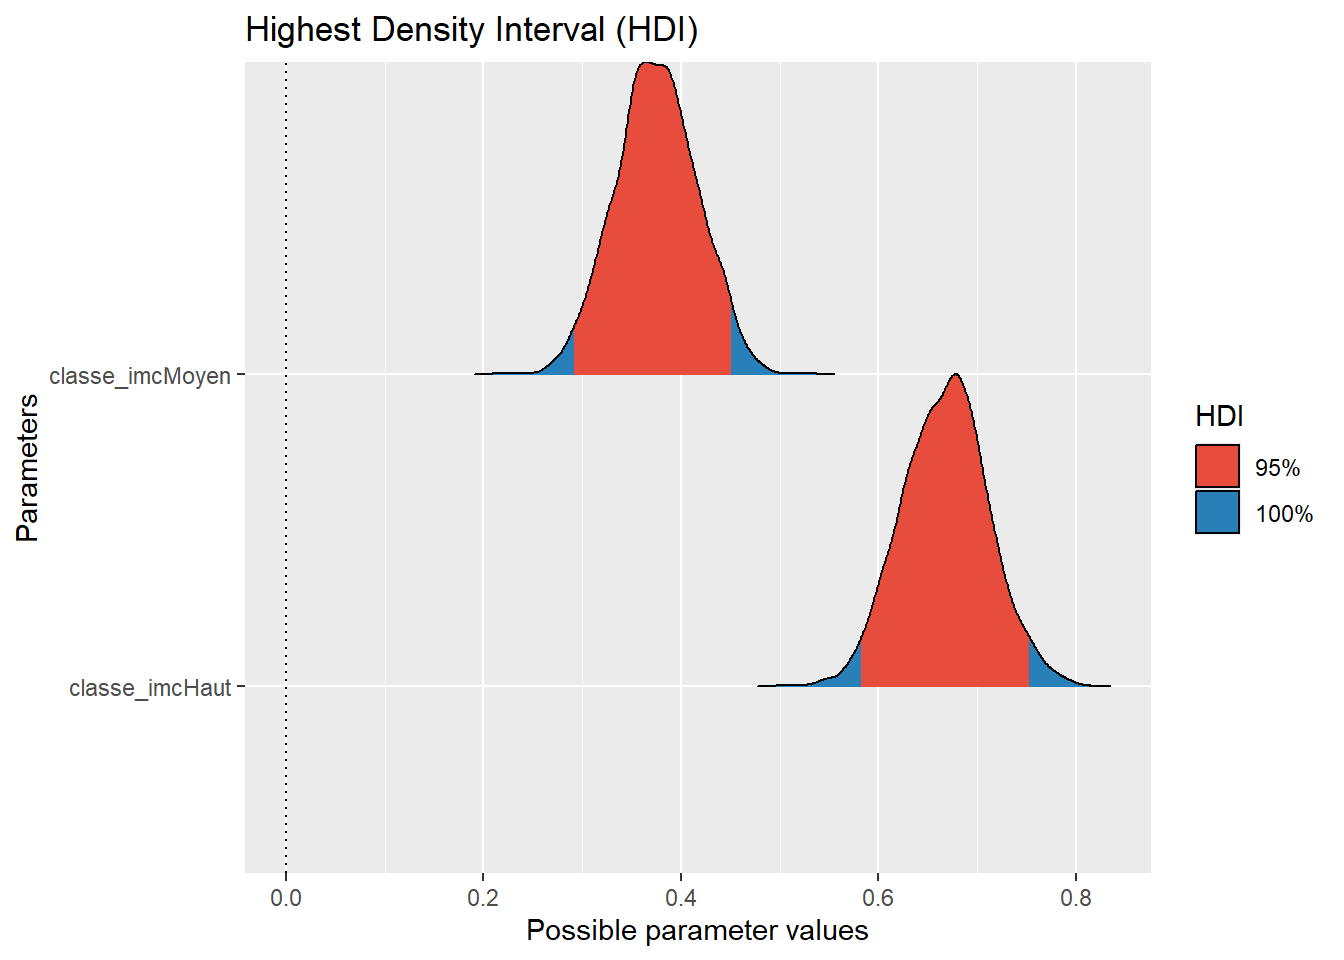 Highest Density Interval (HDI)
classe_imcMoyen
classe_imcHaut
Parameters
0.0
0.2
0.4
0.6
0.8
Possible parameter values
HDI
95%
100%